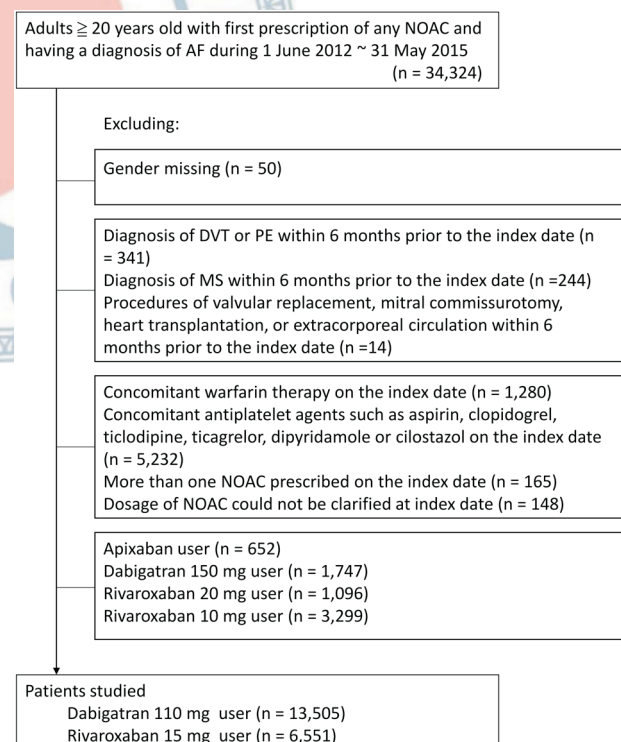 Adults ≧ 20 years old with first prescription of any NOAC and
having a diagnosis of AF during 1 June 2012 ~ 31 May 2015
(n = 34,324)
Excluding:
Gender missing (n = 50)
Diagnosis of DVT or PE within 6 months prior to the index date (n
= 341)
Diagnosis of MS within 6 months prior to the index date (n =244)
Procedures of valvular replacement, mitral commissurotomy,
heart transplantation, or extracorporeal circulation within 6
months prior to the index date (n =14)
Concomitant warfarin therapy on the index date (n = 1,280)
Concomitant antiplatelet agents such as aspirin, clopidogrel,
ticlodipine, ticagrelor, dipyridamole or cilostazol on the index date
(n = 5,232)
More than one NOAC prescribed on the index date (n = 165)
Dosage of NOAC could not be clarified at index date (n = 148)
Apixaban user (n = 652)
Dabigatran 150 mg user (n = 1,747)
Rivaroxaban 20 mg user (n = 1,096)
Rivaroxaban 10 mg user (n = 3,299)
Patients studied
Dabigatran 110 mg user (n = 13,505)
Rivaroxaban 15 mg user (n = 6,551)